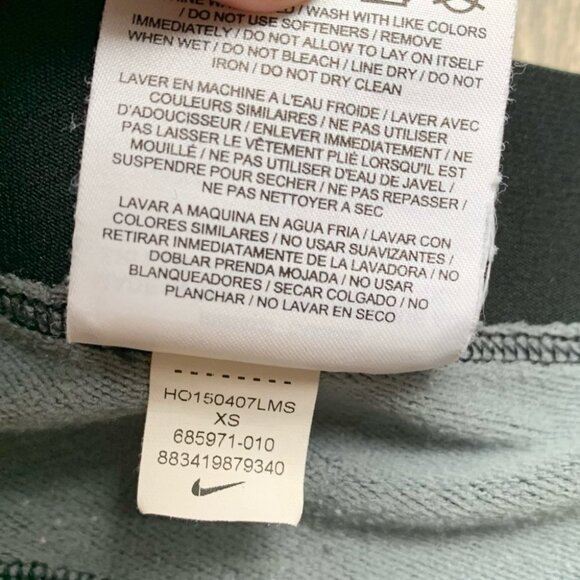 WASH WITH LIKE COLORS
/ DO NOT USE SOFTENERS / REMOVE
IMMEDIATELY / DO NOT ALLOW TO LAY ON ITSELF
WHEN WET / DO NOT BLEACH / LINE DRY / DO NOT
IRON / DO NOT DRY CLEAN
LAVER EN MACHINE A L'EAU FROIDE / LAVER AVEC
COULEURS SIMILAIRES / NE PAS UTILISER
D'ADOUCISSEUR / ENLEVER IMMEDIATEMENT / NE
PAS LAISSER LE VÊTEMENT PLIÉ LORSQU'IL EST
MOUILLÉ / NE PAS UTILISER D'EAU DE JAVEL /
SUSPENDRE POUR SECHER / NE PAS REPASSER /
NE PAS NETTOYER A SEC
LAVAR A MAQUINA EN AGUA FRIA / LAVAR CON
COLORES SIMILARES / NO USAR SUAVIZANTES /
RETIRAR INMEDIATAMENTE DE LA LAVADORA / NO
DOBLAR PRENDA MOJADA / NO USAR
BLANQUEADORES / SECAR COLGADO / NO
PLANCHAR / NO LAVAR EN SECO
HO150407LMS
XS
685971-010
883419879340